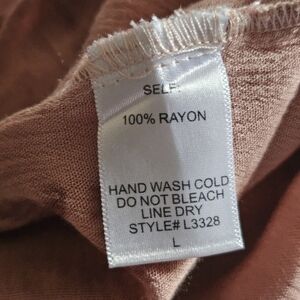 SELF:
100% RAYON
HAND WASH COLD
DO NOT BLEACH
LINE DRY
STYLE# L3328
L